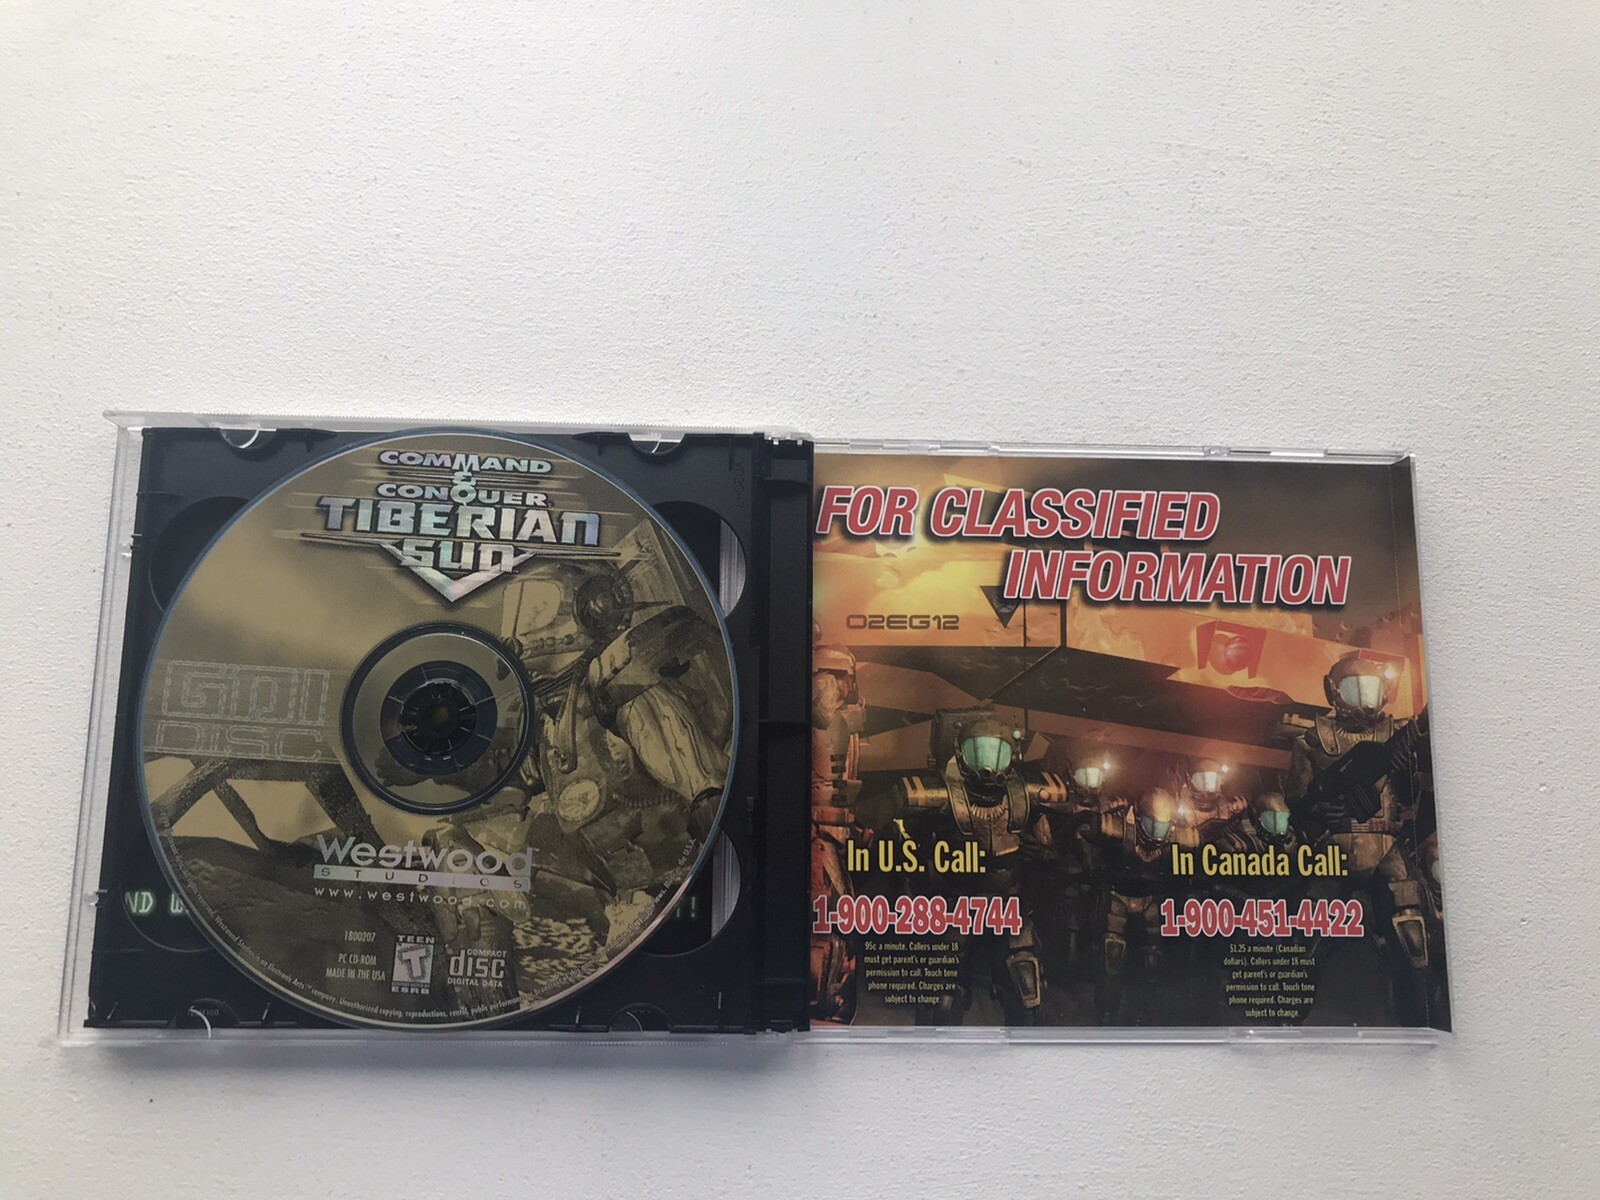 COMMAND
&
CONQUER
TIBERIAN
SUN
GDI
DISC
Westwood
STUDIOS
www.westwood.com
1800207
PC CD-ROM
MADE IN THE USA
TEEN
T
ESRB
COMPACT
disc
DIGITAL DATA
ND
!
FOR CLASSIFIED
INFORMATION
02EG12
In U.S. Call:
1-900-288-4744
95c a minute. Callers under 18
must get parent's or guardian's
permission to call. Touch tone
phone required. Charges are
subject to change.
In Canada Call:
1-900-451-4422
$1.25 a minute (Canadian
dollars). Callers under 18 must
get parent's or guardian's
permission to call. Touch tone
phone required. Charges are
subject to change.